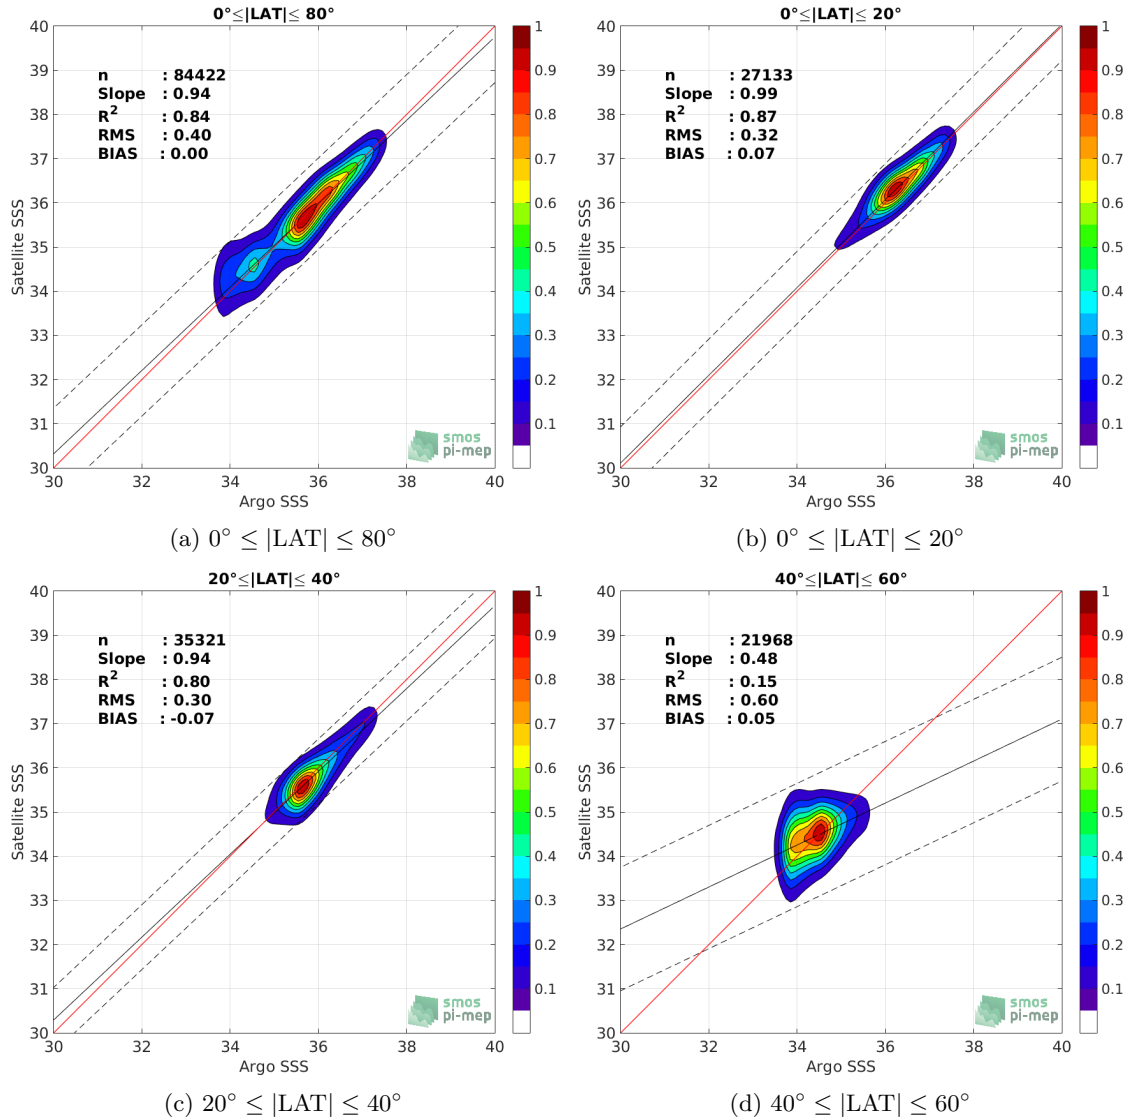 0°≤|LAT|≤ 80°
n : 84422
Slope : 0.94
R² : 0.84
RMS : 0.40
BIAS : 0.00
Satellite SSS
40
39
38
37
36
35
34
33
32
31
30
30 32 34 36 38 40
Argo SSS
1
0.9
0.8
0.7
0.6
0.5
0.4
0.3
0.2
0.1
smos
pi-mep
(a) 0° ≤ |LAT| ≤ 80°
0°≤|LAT|≤ 20°
n : 27133
Slope : 0.99
R² : 0.87
RMS : 0.32
BIAS : 0.07
Satellite SSS
40
39
38
37
36
35
34
33
32
31
30
30 32 34 36 38 40
Argo SSS
1
0.9
0.8
0.7
0.6
0.5
0.4
0.3
0.2
0.1
smos
pi-mep
(b) 0° ≤ |LAT| ≤ 20°
20°≤|LAT|≤ 40°
n : 35321
Slope : 0.94
R² : 0.80
RMS : 0.30
BIAS : -0.07
Satellite SSS
40
39
38
37
36
35
34
33
32
31
30
30 32 34 36 38 40
Argo SSS
1
0.9
0.8
0.7
0.6
0.5
0.4
0.3
0.2
0.1
smos
pi-mep
(c) 20° ≤ |LAT| ≤ 40°
40°≤|LAT|≤ 60°
n : 21968
Slope : 0.48
R² : 0.15
RMS : 0.60
BIAS : 0.05
Satellite SSS
40
39
38
37
36
35
34
33
32
31
30
30 32 34 36 38 40
Argo SSS
1
0.9
0.8
0.7
0.6
0.5
0.4
0.3
0.2
0.1
smos
pi-mep
(d) 40° ≤ |LAT| ≤ 60°